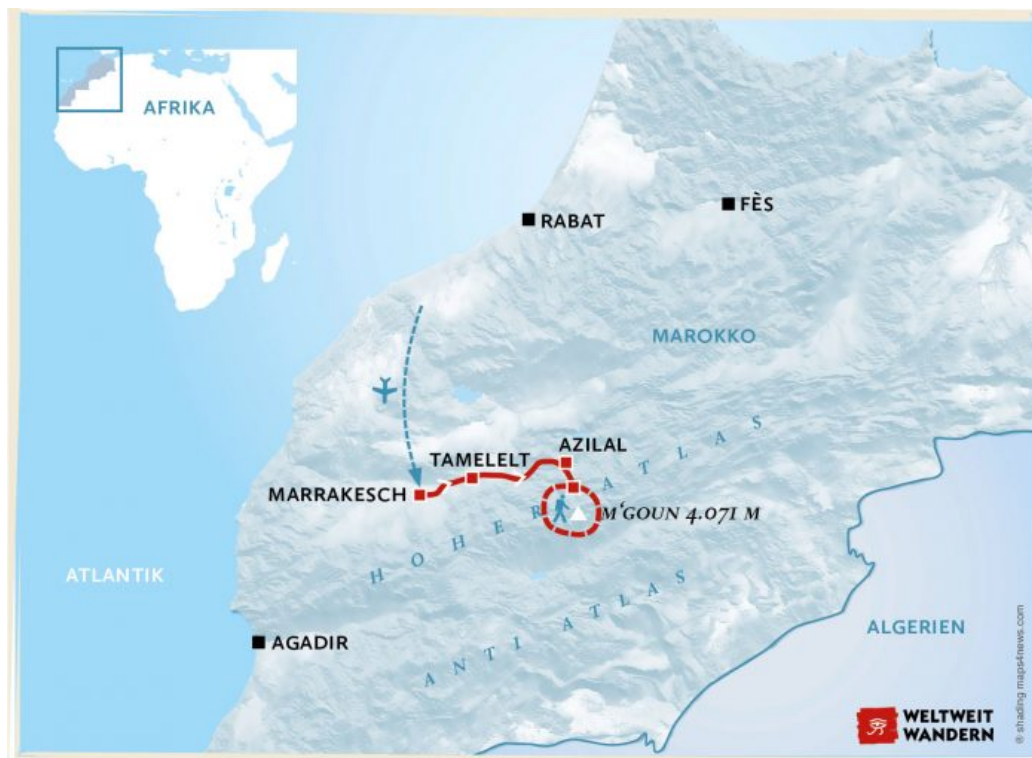 AFRIKA
RABAT
FÈS
MAROKKO
HOHER ATLAS
AZILAL
TAMELELT
MARRAKESCH
M'GOUN 4.071 M
ATLANTIK
ANTI ATLAS
AGADIR
ALGERIEN
WELTWEIT
WANDERN
© shading maps4news.com